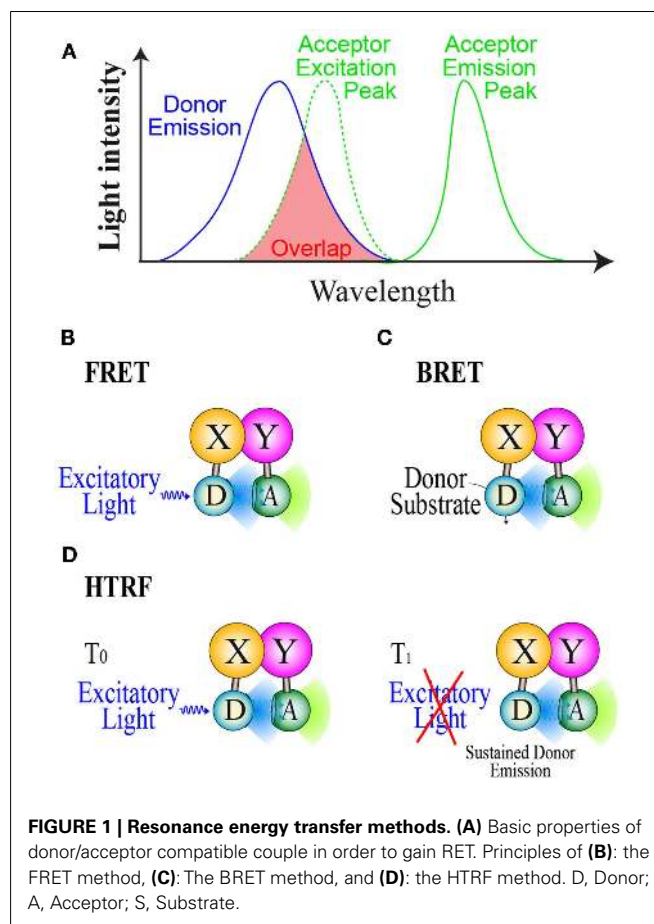 A
Acceptor
Excitation
Peak
Acceptor
Emission
Peak
Donor
Emission
Light intensity
Overlap
Wavelength
B
FRET
X Y
Excitatory
Light
D A
C
BRET
X Y
Donor
Substrate
D A
D
HTRF
T0
X Y
Excitatory
Light
D A
T1
X Y
Excitatory
Light
D A
Sustained Donor
Emission
FIGURE 1 | Resonance energy transfer methods. (A) Basic properties of
donor/acceptor compatible couple in order to gain RET. Principles of (B): the
FRET method, (C): The BRET method, and (D): the HTRF method. D, Donor;
A, Acceptor; S, Substrate.